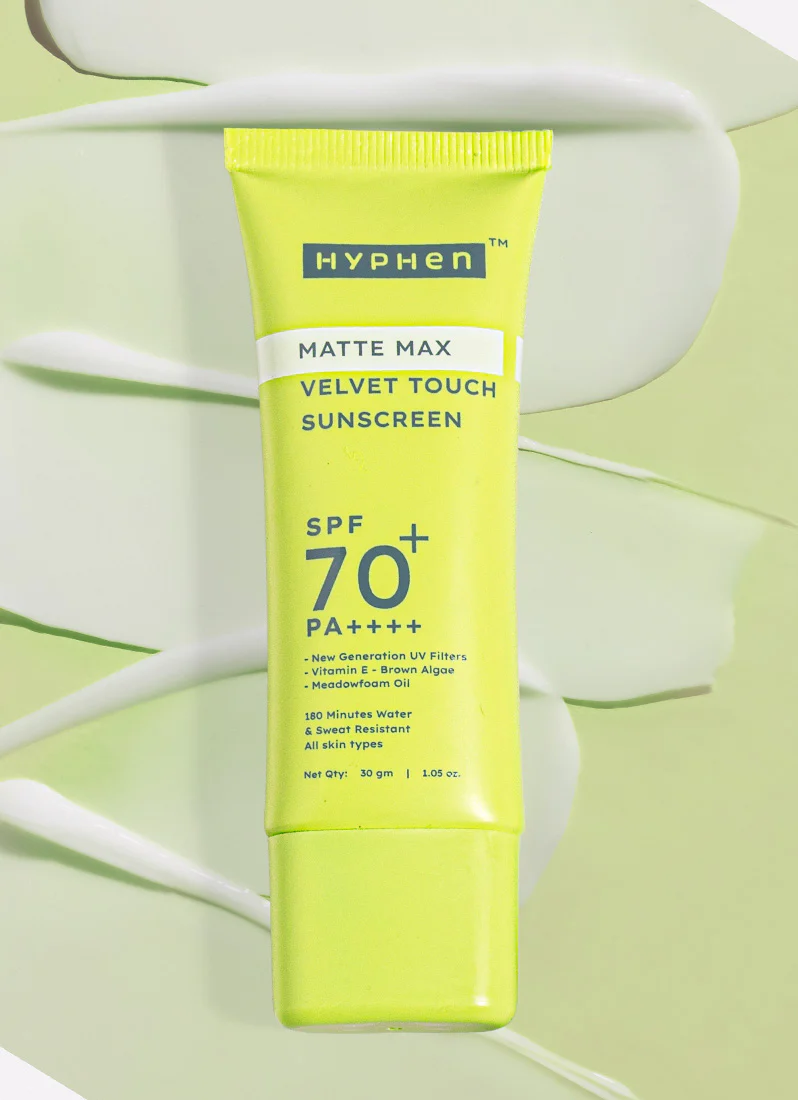 HYPHEN™
MATTE MAX
VELVET TOUCH
SUNSCREEN
SPF
70+
PA++++
- New Generation UV Filters
- Vitamin E - Brown Algae
- Meadowfoam Oil
180 Minutes Water
& Sweat Resistant
All skin types
Net Qty: 30 gm | 1.05 oz.